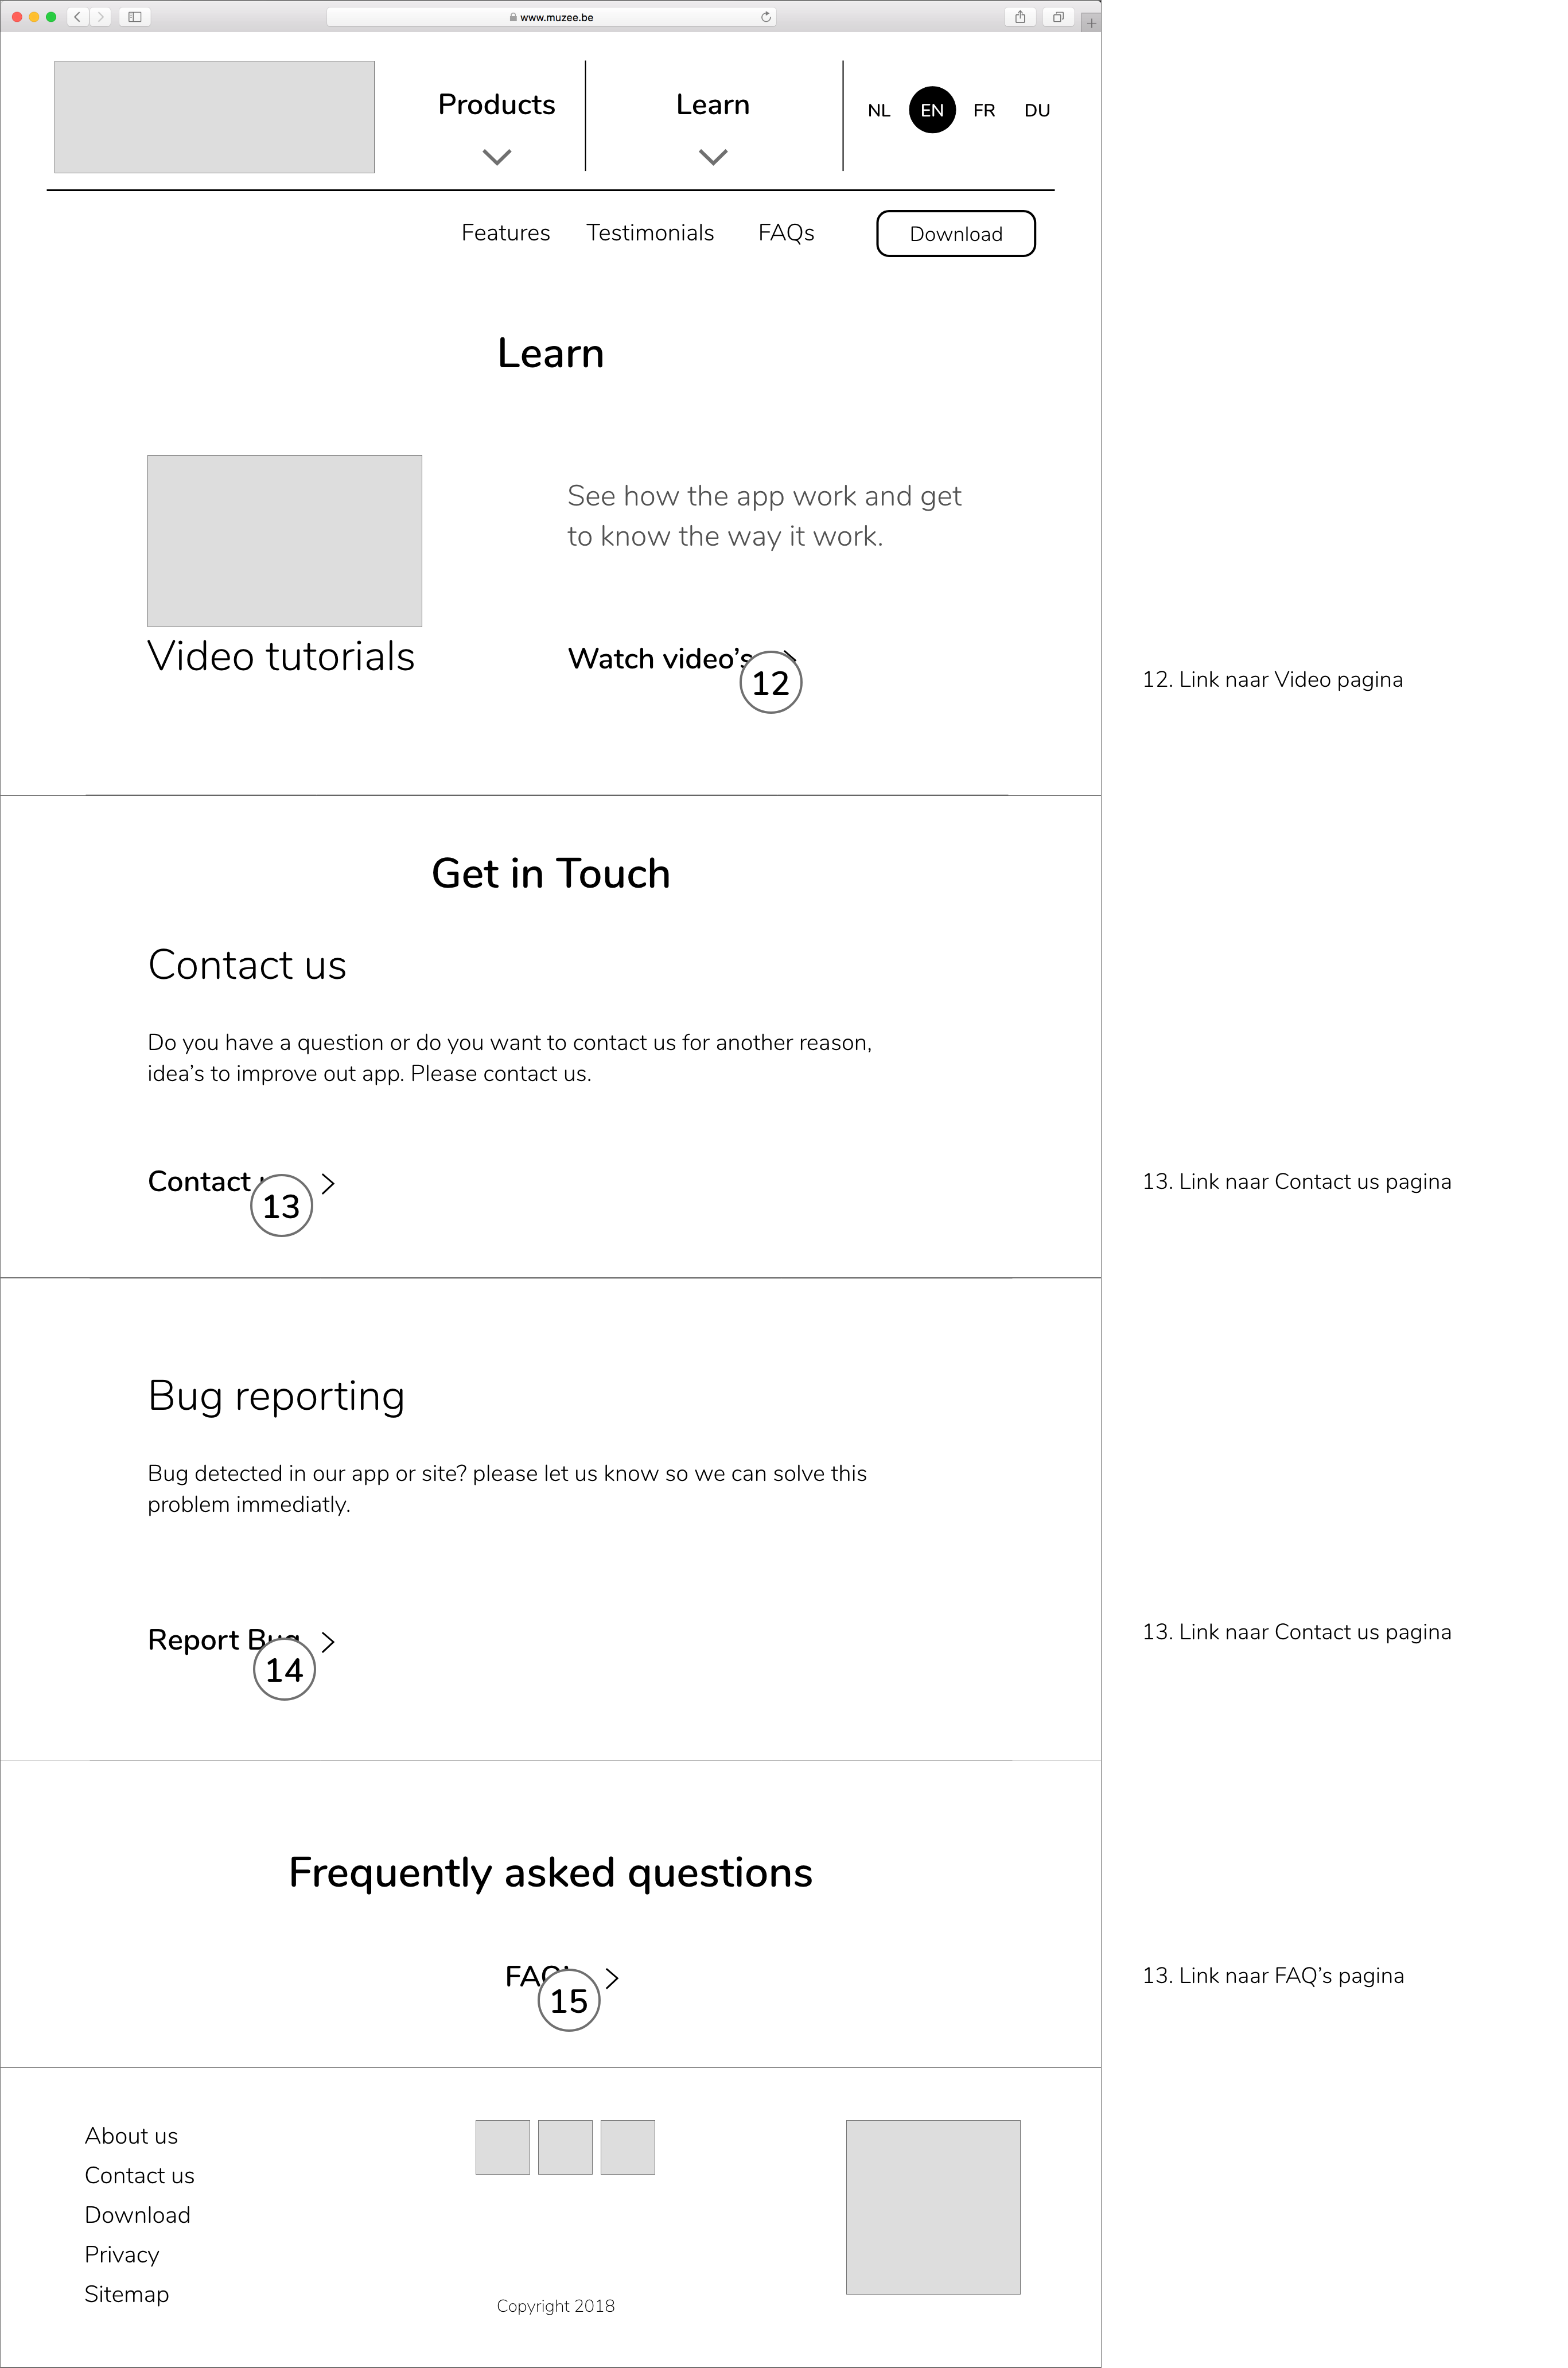 www.muzee.be
Products
Learn
NL EN FR DU
Features Testimonials FAQs Download
Learn
See how the app work and get
to know the way it work.
Video tutorials
Watch video’s
12
12. Link naar Video pagina
Get in Touch
Contact us
Do you have a question or do you want to contact us for another reason,
idea’s to improve out app. Please contact us.
Contact
13
13. Link naar Contact us pagina
Bug reporting
Bug detected in our app or site? please let us know so we can solve this
problem immediatly.
Report Bug
14
13. Link naar Contact us pagina
Frequently asked questions
15
13. Link naar FAQ’s pagina
About us
Contact us
Download
Privacy
Sitemap
Copyright 2018